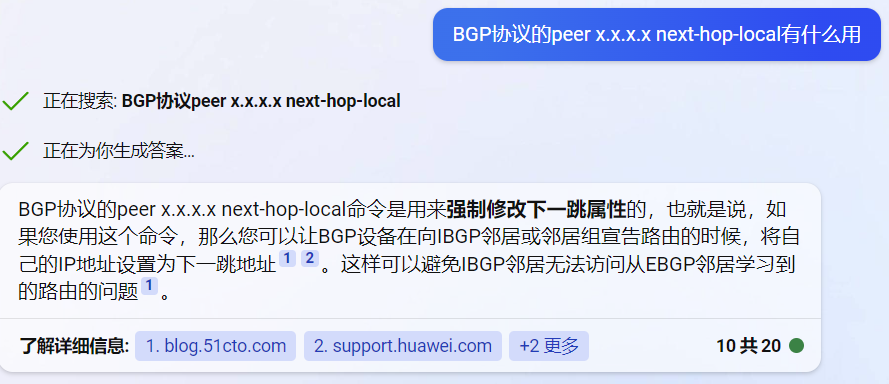 BGP协议的peer x.x.x.x next-hop-local有什么用
正在搜索: BGP协议peer x.x.x.x next-hop-local
正在为你生成答案...
BGP协议的peer x.x.x.x next-hop-local命令是用来强制修改下一跳属性的，也就是说，如
果您使用这个命令，那么您可以让BGP设备在向IBGP邻居或邻居组宣告路由的时候，将自
己的IP地址设置为下一跳地址 1 2 。这样可以避免IBGP邻居无法访问从EBGP邻居学习到
的路由的问题 1 。
了解详细信息: 1. blog.51cto.com 2. support.huawei.com +2 更多 10 共 20